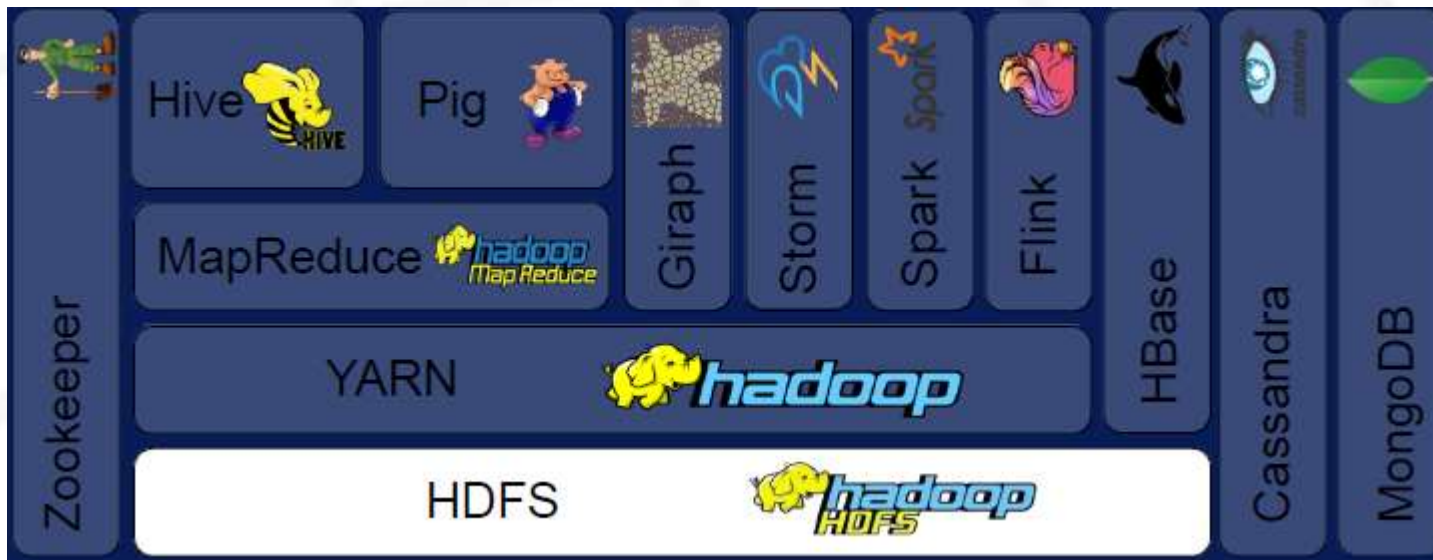 Zookeeper
Hive
HIVE
Pig
MapReduce
hadoop
Map Reduce
Giraph
Storm
Spark
Spark
Flink
YARN
hadoop
HBase
HDFS
hadoop
HDFS
cassandra
Cassandra
MongoDB